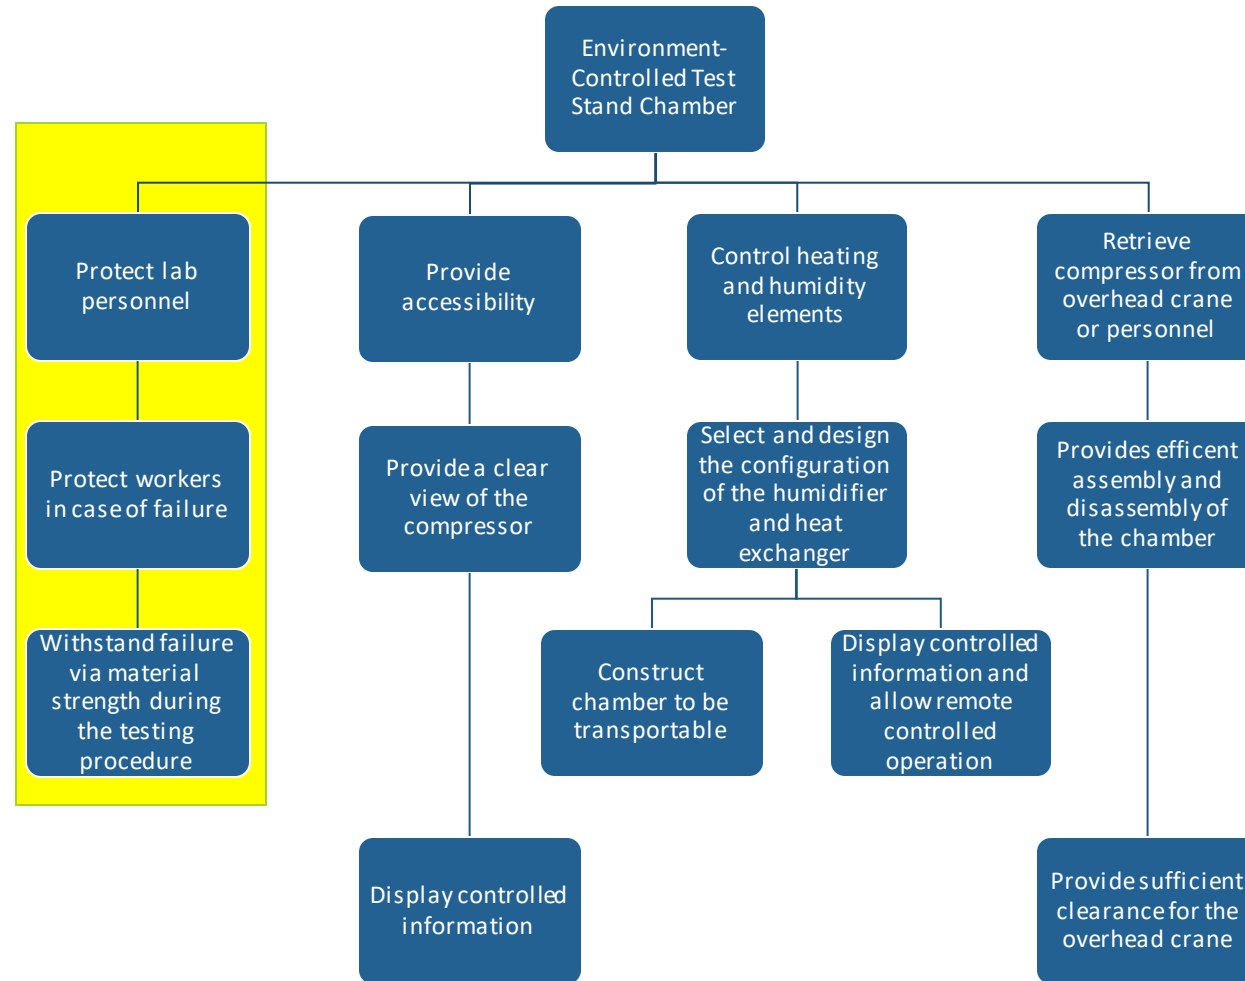 Environment-
Controlled Test
Stand Chamber
Protect lab
personnel
Provide
accessibility
Control heating
and humidity
elements
Retrieve
compressor from
overhead crane
or personnel
Protect workers
in case of failure
Provide a clear
view of the
compressor
Select and design
the configuration
of the humidifier
and heat
exchanger
Provides efficent
assembly and
disassembly of
the chamber
Withstand failure
via material
strength during
the testing
procedure
Construct
chamber to be
transportable
Display controlled
information and
allow remote
controlled
operation
Display controlled
information
Provide sufficient
clearance for the
overhead crane